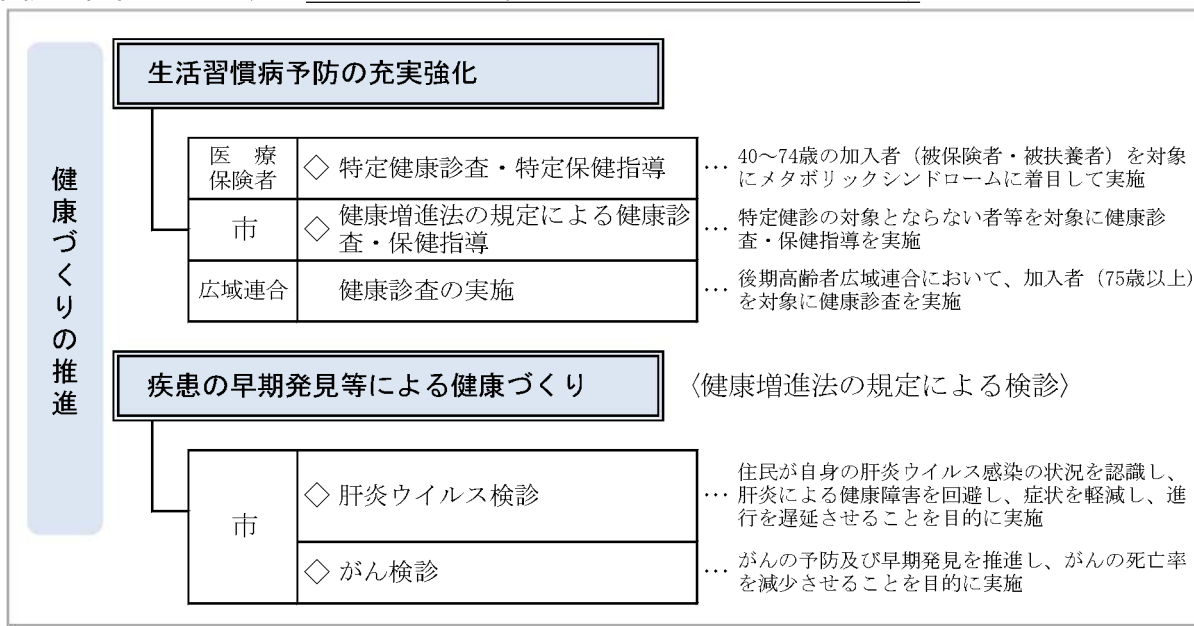 健康づくりの推進
生活習慣病予防の充実強化
医　療
保険者
◇ 特定健康診査・特定保健指導
… 40～74歳の加入者（被保険者・被扶養者）を対象
にメタボリックシンドロームに着目して実施
市
◇ 健康増進法の規定による健康診
査・保健指導
… 特定健診の対象とならない者等を対象に健康診
査・保健指導を実施
広域連合
健康診査の実施
… 後期高齢者広域連合において、加入者（75歳以上）
を対象に健康診査を実施
疾患の早期発見等による健康づくり
〈健康増進法の規定による検診〉
市
◇ 肝炎ウイルス検診
住民が自身の肝炎ウイルス感染の状況を認識し、
… 肝炎による健康障害を回避し、症状を軽減し、進
行を遅延させることを目的に実施
◇ がん検診
… がんの予防及び早期発見を推進し、がんの死亡率
を減少させることを目的に実施